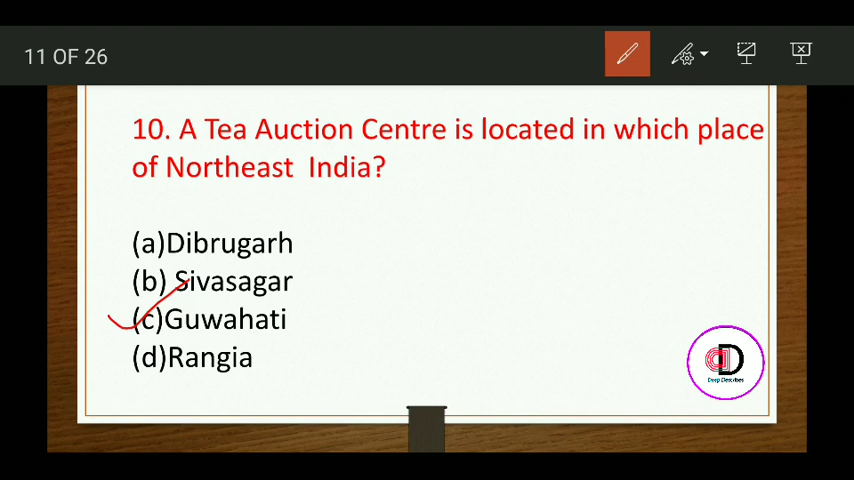 11 OF 26
10. A Tea Auction Centre is located in which place
of Northeast India?
(a)Dibrugarh
(b) Sivasagar
(c)Guwahati
(d)Rangia
D
Deep Describes